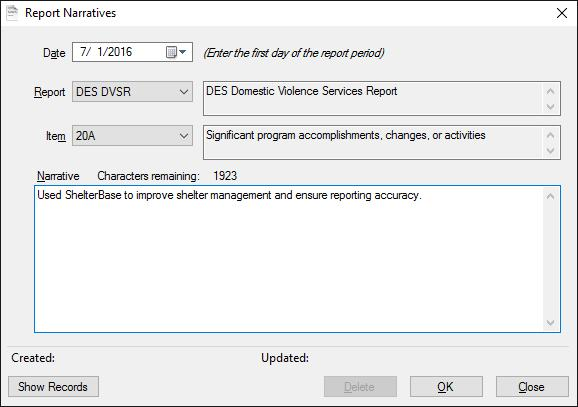 Report Narratives
Date 7/ 1/2016 (Enter the first day of the report period)
Report DES DVSR DES Domestic Violence Services Report
Item 20A Significant program accomplishments, changes, or activities
Narrative Characters remaining: 1923
Used ShelterBase to improve shelter management and ensure reporting accuracy.
Created: Updated:
Show Records Delete OK Close